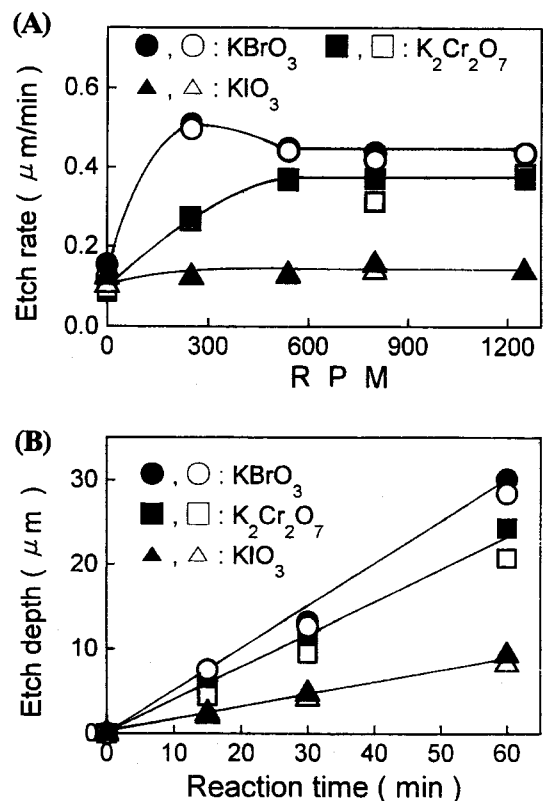 (A)
●, ○ : KBrO₃ ■, □ : K₂Cr₂O₇
▲, △ : KIO₃
Etch rate ( μm/min)
0.6
0.4
0.2
0.0
0 300 600 900 1200
R P M
(B)
●, ○ : KBrO₃
■, □ : K₂Cr₂O₇
▲, △ : KIO₃
Etch depth ( μm )
30
20
10
0
0 10 20 30 40 50 60
Reaction time ( min )